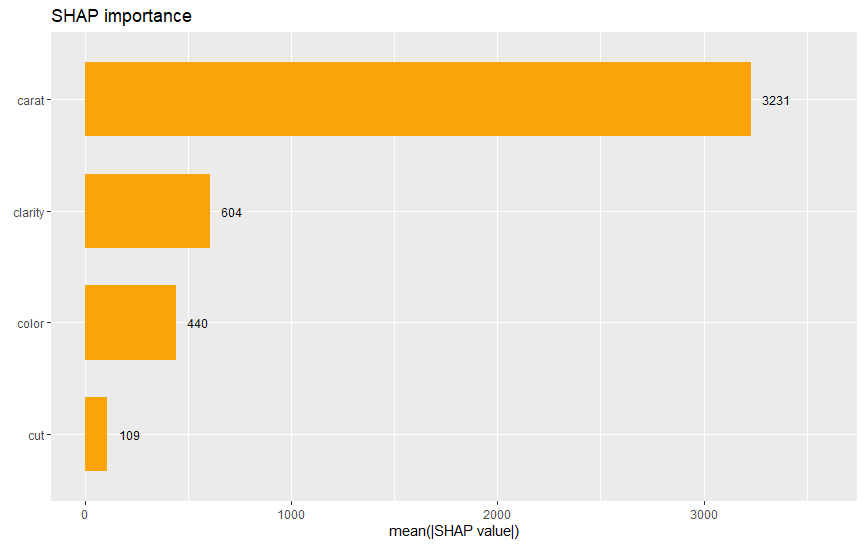 SHAP importance
carat
3231
clarity
604
color
440
cut
109
0 1000 2000 3000
mean(|SHAP value|)